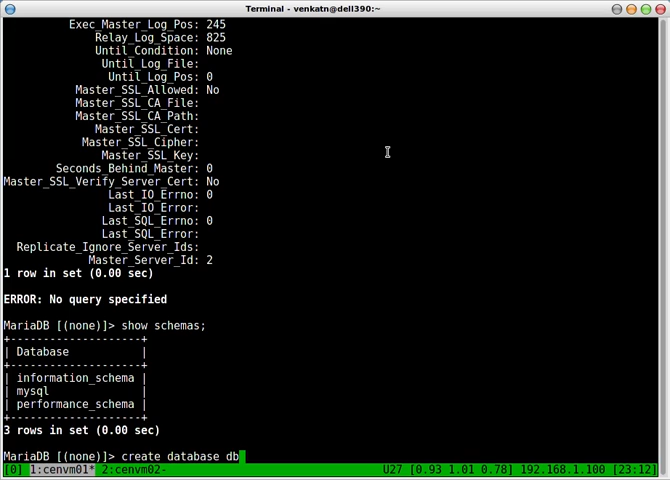 Terminal - venkatn@dell390:~
Exec_Master_Log_Pos: 245
Relay_Log_Space: 825
Until_Condition: None
Until_Log_File:
Until_Log_Pos: 0
Master_SSL_Allowed: No
Master_SSL_CA_File:
Master_SSL_CA_Path:
Master_SSL_Cert:
Master_SSL_Cipher:
Master_SSL_Key:
Seconds_Behind_Master: 0
Master_SSL_Verify_Server_Cert: No
Last_IO_Errno: 0
Last_IO_Error:
Last_SQL_Errno: 0
Last_SQL_Error:
Replicate_Ignore_Server_Ids:
Master_Server_Id: 2
1 row in set (0.00 sec)
ERROR: No query specified
MariaDB [(none)]> show schemas;
+--------------------+
| Database           |
+--------------------+
| information_schema |
| mysql              |
| performance_schema |
+--------------------+
3 rows in set (0.00 sec)
MariaDB [(none)]> create database db
[0] 1:cenvm01* 2:cenvm02- U27 [0.93 1.01 0.78] 192.168.1.100 [23:12]